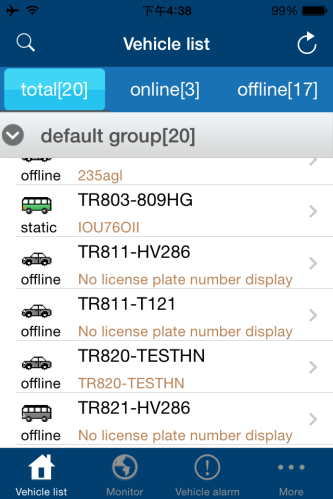 下午4:38
99%
Vehicle list
total[20]
online[3]
offline[17]
default group[20]
offline
235agl
TR803-809HG
static
IOU76OII
TR811-HV286
offline
No license plate number display
TR811-T121
offline
No license plate number display
TR820-TESTHN
offline
TR820-TESTHN
TR821-HV286
offline
No license plate number display
Vehicle list
Monitor
Vehicle alarm
More